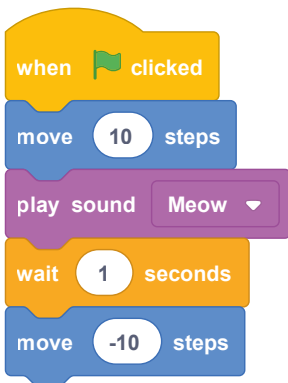 when clicked
move 10 steps
play sound Meow
wait 1 seconds
move -10 steps